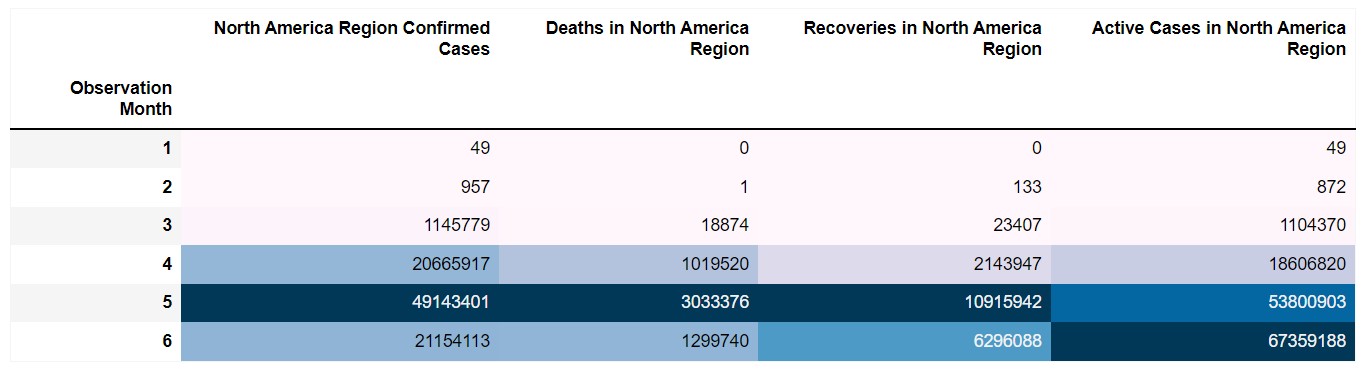 North America Region Confirmed Deaths in North America Recoveries in North America Active Cases in North America
Cases Region Region Region
Observation
Month
1 49 0 0 49
2 957 1 133 872
3 1145779 18874 23407 1104370
4 20665917 1019520 2143947 18606820
5 49143401 3033376 10915942 53800903
6 21154113 1299740 6296088 67359188